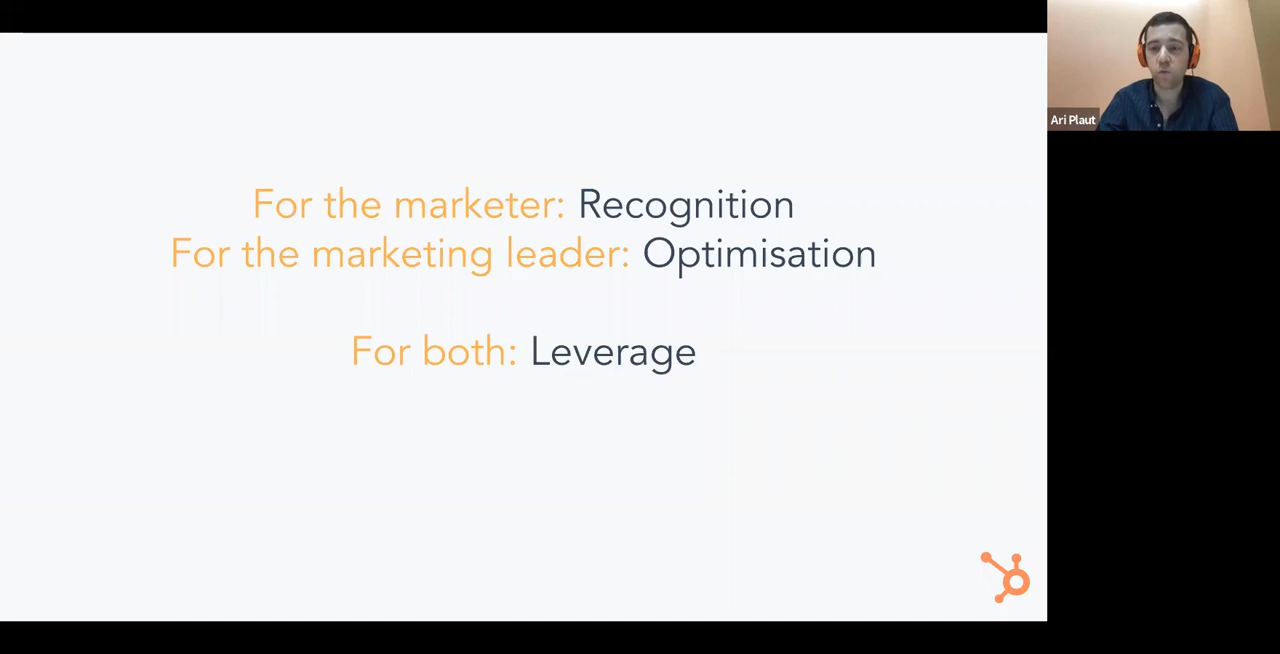 For the marketer: Recognition
For the marketing leader: Optimisation
For both: Leverage
Ari Plaut